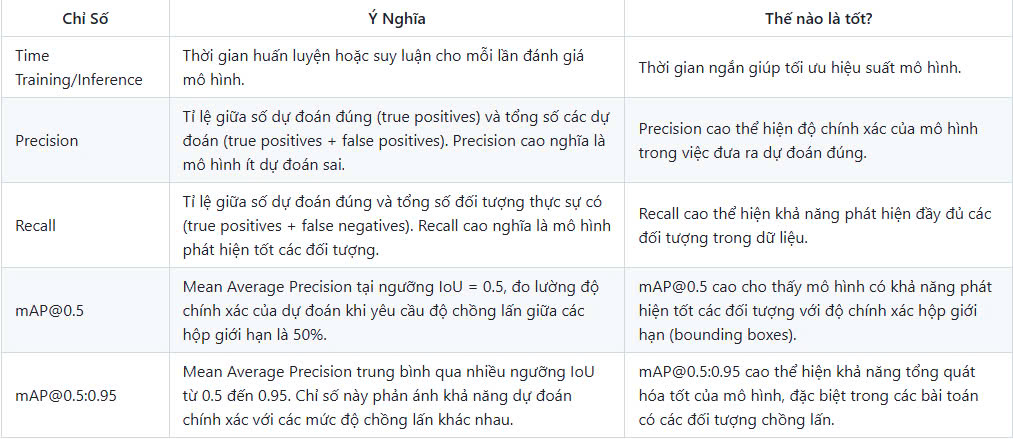 Chỉ Số
Ý Nghĩa
Thế nào là tốt?
Time
Training/Inference
Thời gian huấn luyện hoặc suy luận cho mỗi lần đánh giá
mô hình.
Thời gian ngắn giúp tối ưu hiệu suất mô hình.
Precision
Tỉ lệ giữa số dự đoán đúng (true positives) và tổng số các dự
đoán (true positives + false positives). Precision cao nghĩa là
mô hình ít dự đoán sai.
Precision cao thể hiện độ chính xác của mô hình
trong việc đưa ra dự đoán đúng.
Recall
Tỉ lệ giữa số dự đoán đúng và tổng số đối tượng thực sự có
(true positives + false negatives). Recall cao nghĩa là mô hình
phát hiện tốt các đối tượng.
Recall cao thể hiện khả năng phát hiện đầy đủ các
đối tượng trong dữ liệu.
mAP@0.5
Mean Average Precision tại ngưỡng IoU = 0.5, đo lường độ
chính xác của dự đoán khi yêu cầu độ chồng lấn giữa các
hộp giới hạn là 50%.
mAP@0.5 cao cho thấy mô hình có khả năng phát
hiện tốt các đối tượng với độ chính xác hộp giới
hạn (bounding boxes).
mAP@0.5:0.95
Mean Average Precision trung bình qua nhiều ngưỡng IoU
từ 0.5 đến 0.95. Chỉ số này phản ánh khả năng dự đoán
chính xác với các mức độ chồng lấn khác nhau.
mAP@0.5:0.95 cao thể hiện khả năng tổng quát
hóa tốt của mô hình, đặc biệt trong các bài toán
có các đối tượng chồng lấn.